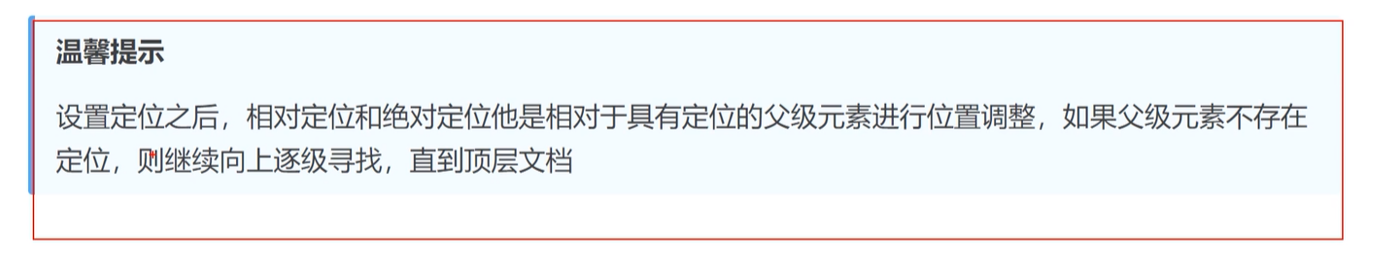 温馨提示
设置定位之后，相对定位和绝对定位他是相对于具有定位的父级元素进行位置调整，如果父级元素不存在
定位，则继续向上逐级寻找，直到顶层文档